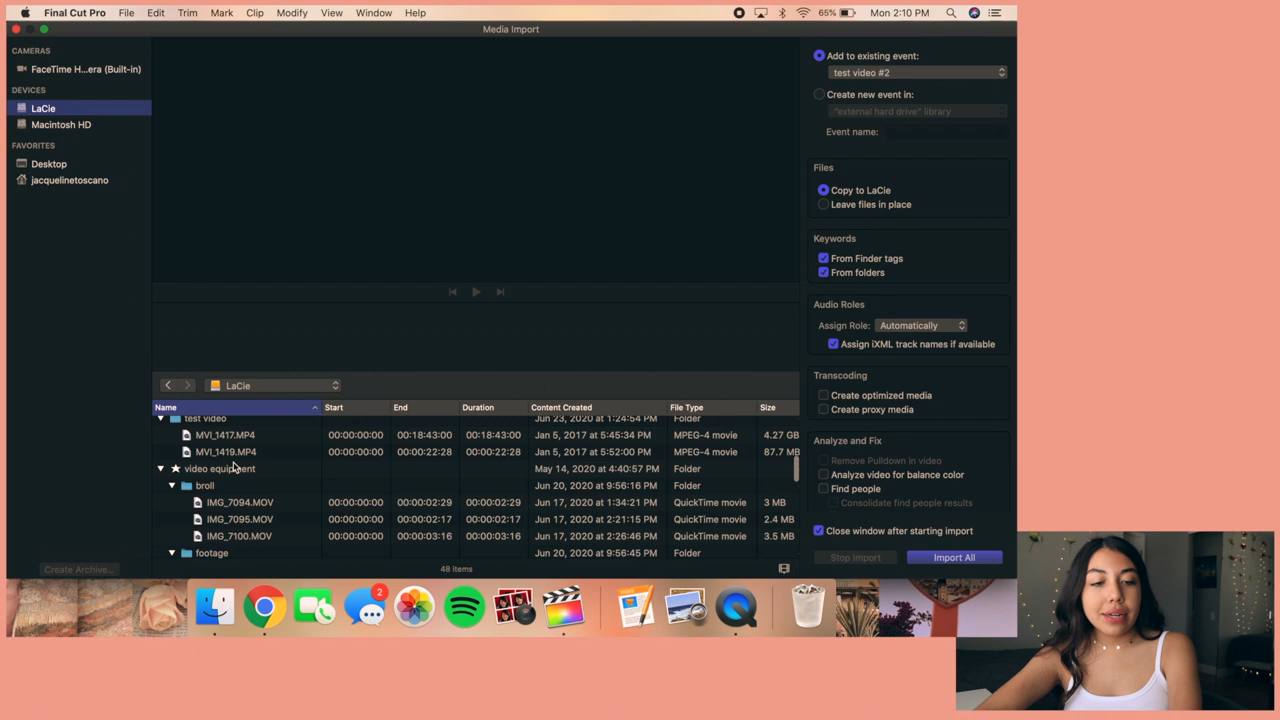 Final Cut Pro File Edit Trim Mark Clip Modify View Window Help 65% Mon 2:10 PM
Media Import
CAMERAS
FaceTime H...era (Built-in)
DEVICES
LaCie
Macintosh HD
FAVORITES
Desktop
jacquelinetoscano
Add to existing event:
test video #2
Create new event in:
"external hard drive" library
Event name:
Files
Copy to LaCie
Leave files in place
Keywords
From Finder tags
From folders
Audio Roles
Assign Role: Automatically
Assign iXML track names if available
Transcoding
Create optimized media
Create proxy media
Analyze and Fix
Remove Pulldown in video
Analyze video for balance color
Find people
Consolidate find people results
Close window after starting import
Stop Import Import All
LaCie
Name Start End Duration Content Created File Type Size
test video Jun 23, 2020 at 1:24:54 PM Folder
MVI_1417.MP4 00:00:00:00 00:18:43:00 00:18:43:00 Jan 5, 2017 at 5:45:34 PM MPEG-4 movie 4.27 GB
MVI_1419.MP4 00:00:00:00 00:00:22:28 00:00:22:28 Jan 5, 2017 at 5:52:00 PM MPEG-4 movie 87.7 MB
video equipment May 14, 2020 at 4:40:57 PM Folder
broll Jun 20, 2020 at 9:56:16 PM Folder
IMG_7094.MOV 00:00:00:00 00:00:02:29 00:00:02:29 Jun 17, 2020 at 1:34:21 PM QuickTime movie 3 MB
IMG_7095.MOV 00:00:00:00 00:00:02:17 00:00:02:17 Jun 17, 2020 at 2:21:15 PM QuickTime movie 2.4 MB
IMG_7100.MOV 00:00:00:00 00:00:03:16 00:00:03:16 Jun 17, 2020 at 2:26:46 PM QuickTime movie 3.5 MB
footage Jun 20, 2020 at 9:56:45 PM Folder
Create Archive... 48 items
2